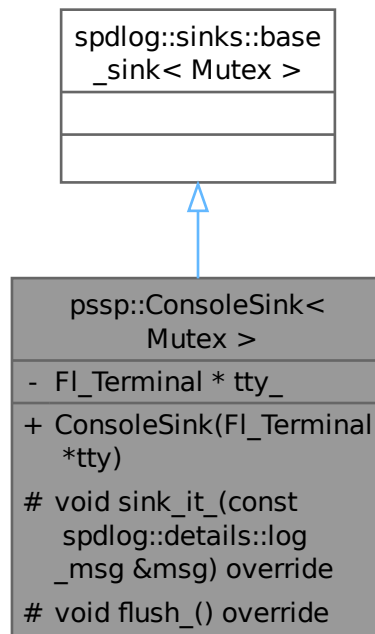 spdlog::sinks::base
_sink< Mutex >
pssp::ConsoleSink<
Mutex >
- Fl_Terminal * tty_
+ ConsoleSink(Fl_Terminal
*tty)
# void sink_it_(const
spdlog::details::log
_msg &msg) override
# void flush_() override